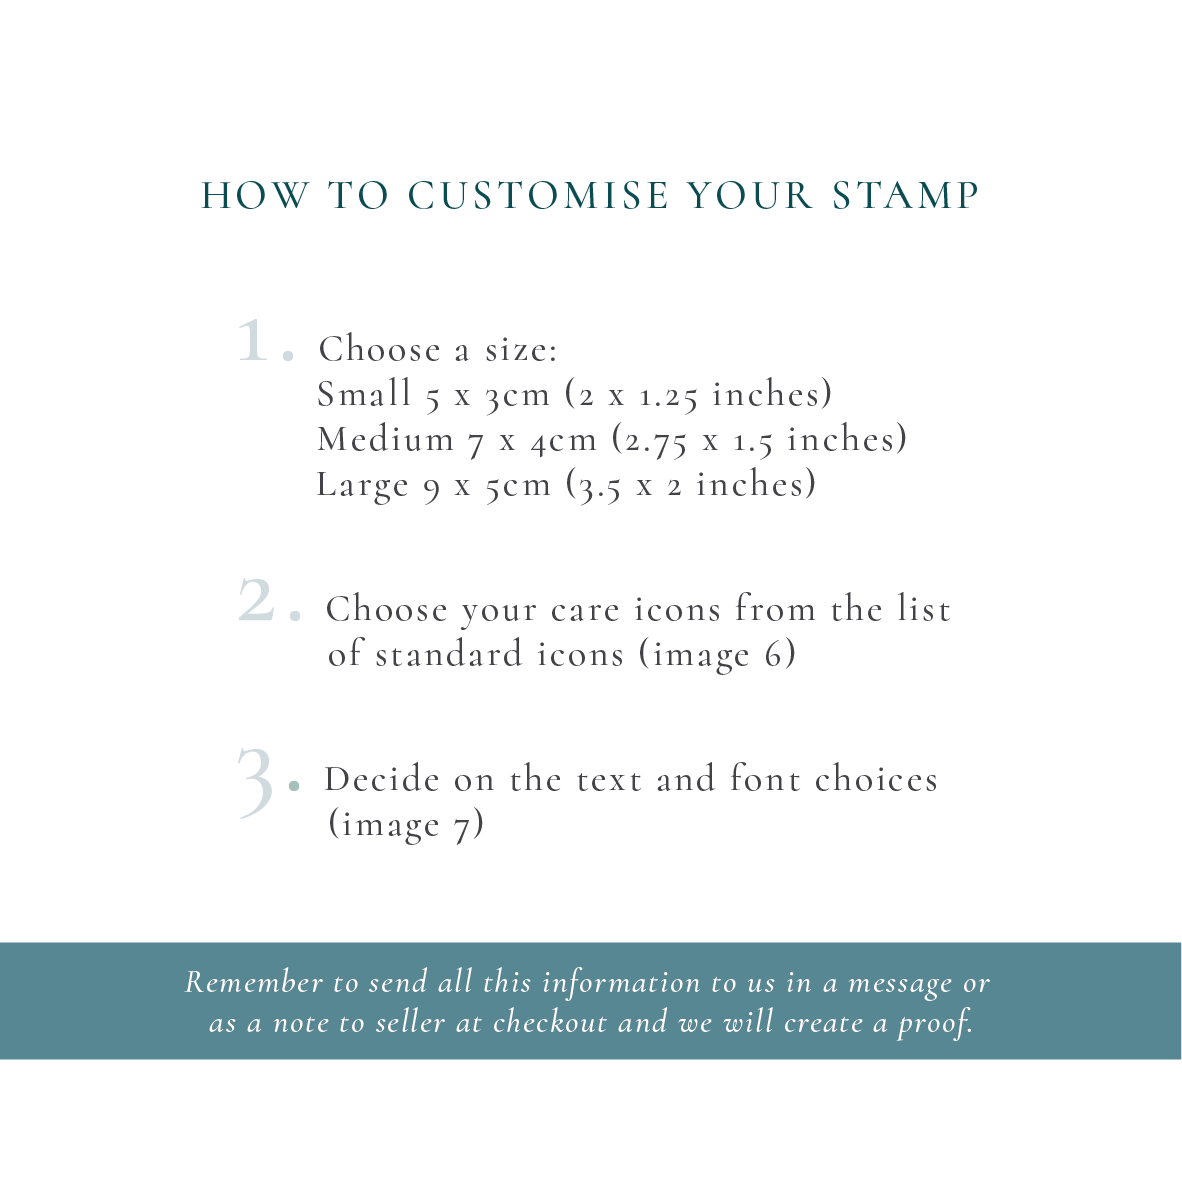 HOW TO CUSTOMISE YOUR STAMP
1. Choose a size:
Small 5 x 3cm (2 x 1.25 inches)
Medium 7 x 4cm (2.75 x 1.5 inches)
Large 9 x 5cm (3.5 x 2 inches)
2. Choose your care icons from the list
of standard icons (image 6)
3. Decide on the text and font choices
(image 7)
Remember to send all this information to us in a message or
as a note to seller at checkout and we will create a proof.